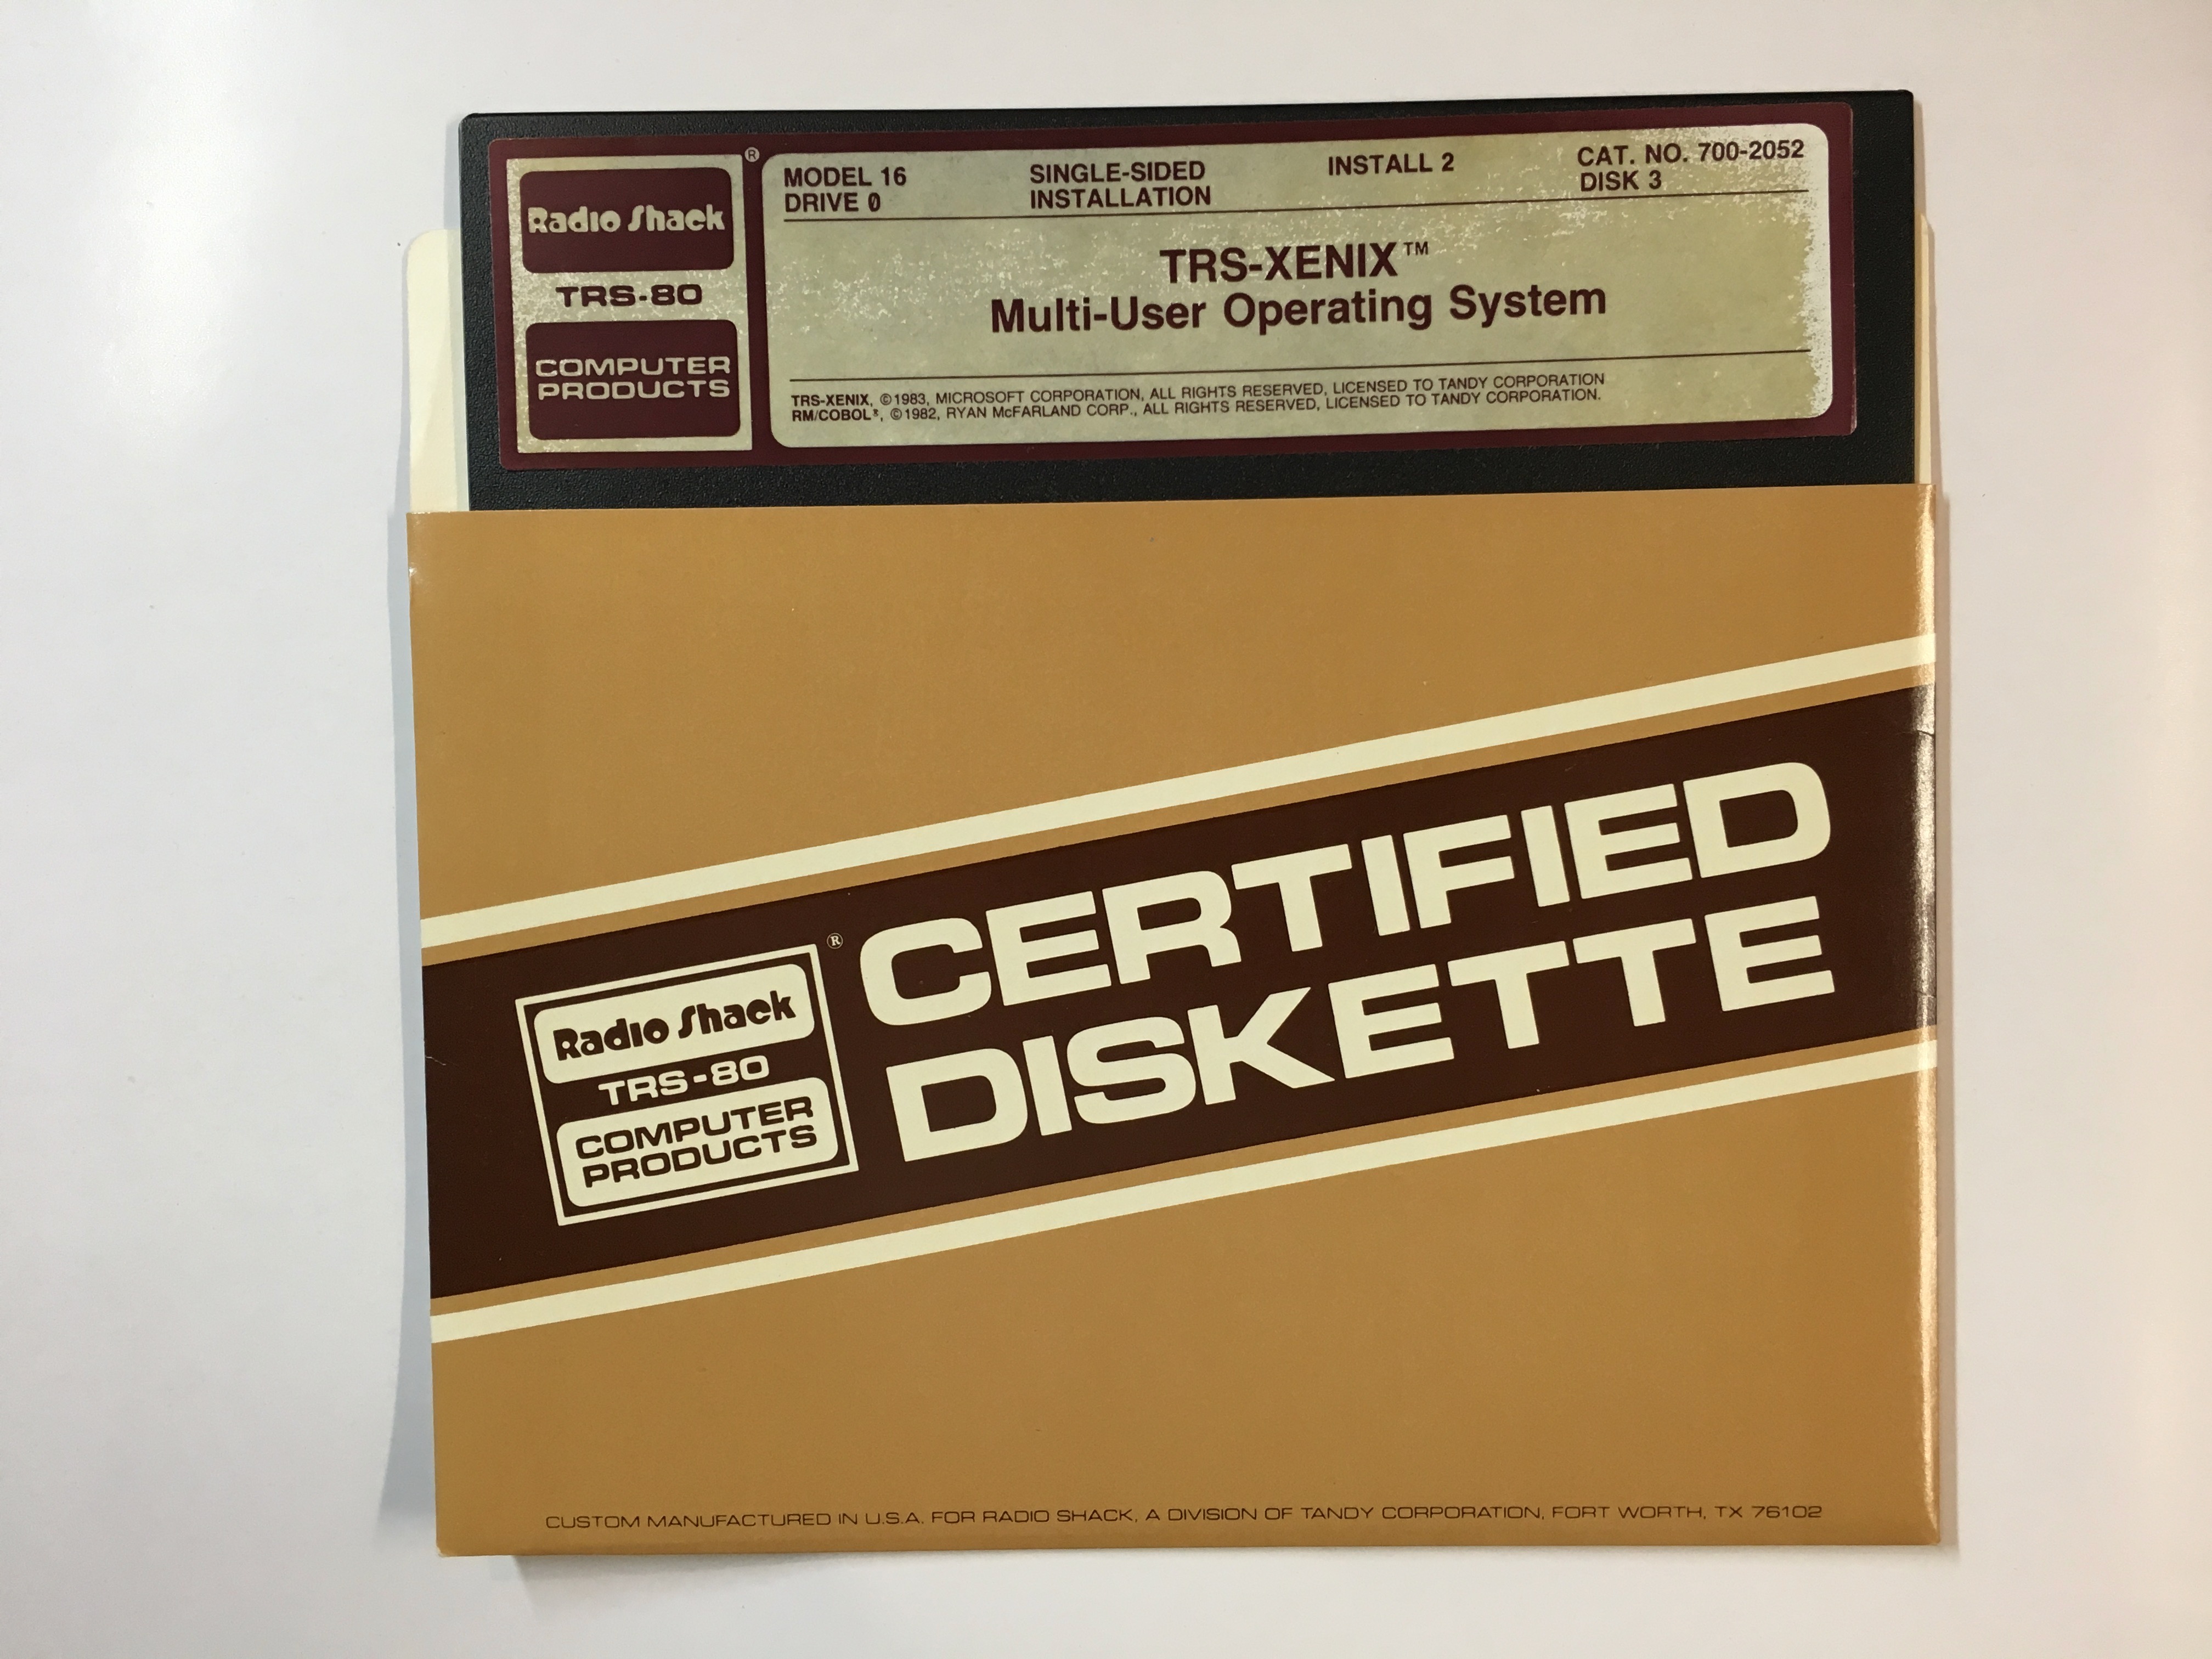 Radio Shack
TRS-80
COMPUTER
PRODUCTS
®
MODEL 16
DRIVE 0
SINGLE-SIDED
INSTALLATION
INSTALL 2
CAT. NO. 700-2052
DISK 3
TRS-XENIX™
Multi-User Operating System
TRS-XENIX, ©1983, MICROSOFT CORPORATION, ALL RIGHTS RESERVED, LICENSED TO TANDY CORPORATION
RM/COBOL®, ©1982, RYAN McFARLAND CORP., ALL RIGHTS RESERVED, LICENSED TO TANDY CORPORATION.
Radio Shack
TRS-80
COMPUTER
PRODUCTS
®
CERTIFIED
DISKETTE
CUSTOM MANUFACTURED IN U.S.A. FOR RADIO SHACK, A DIVISION OF TANDY CORPORATION, FORT WORTH, TX 76102